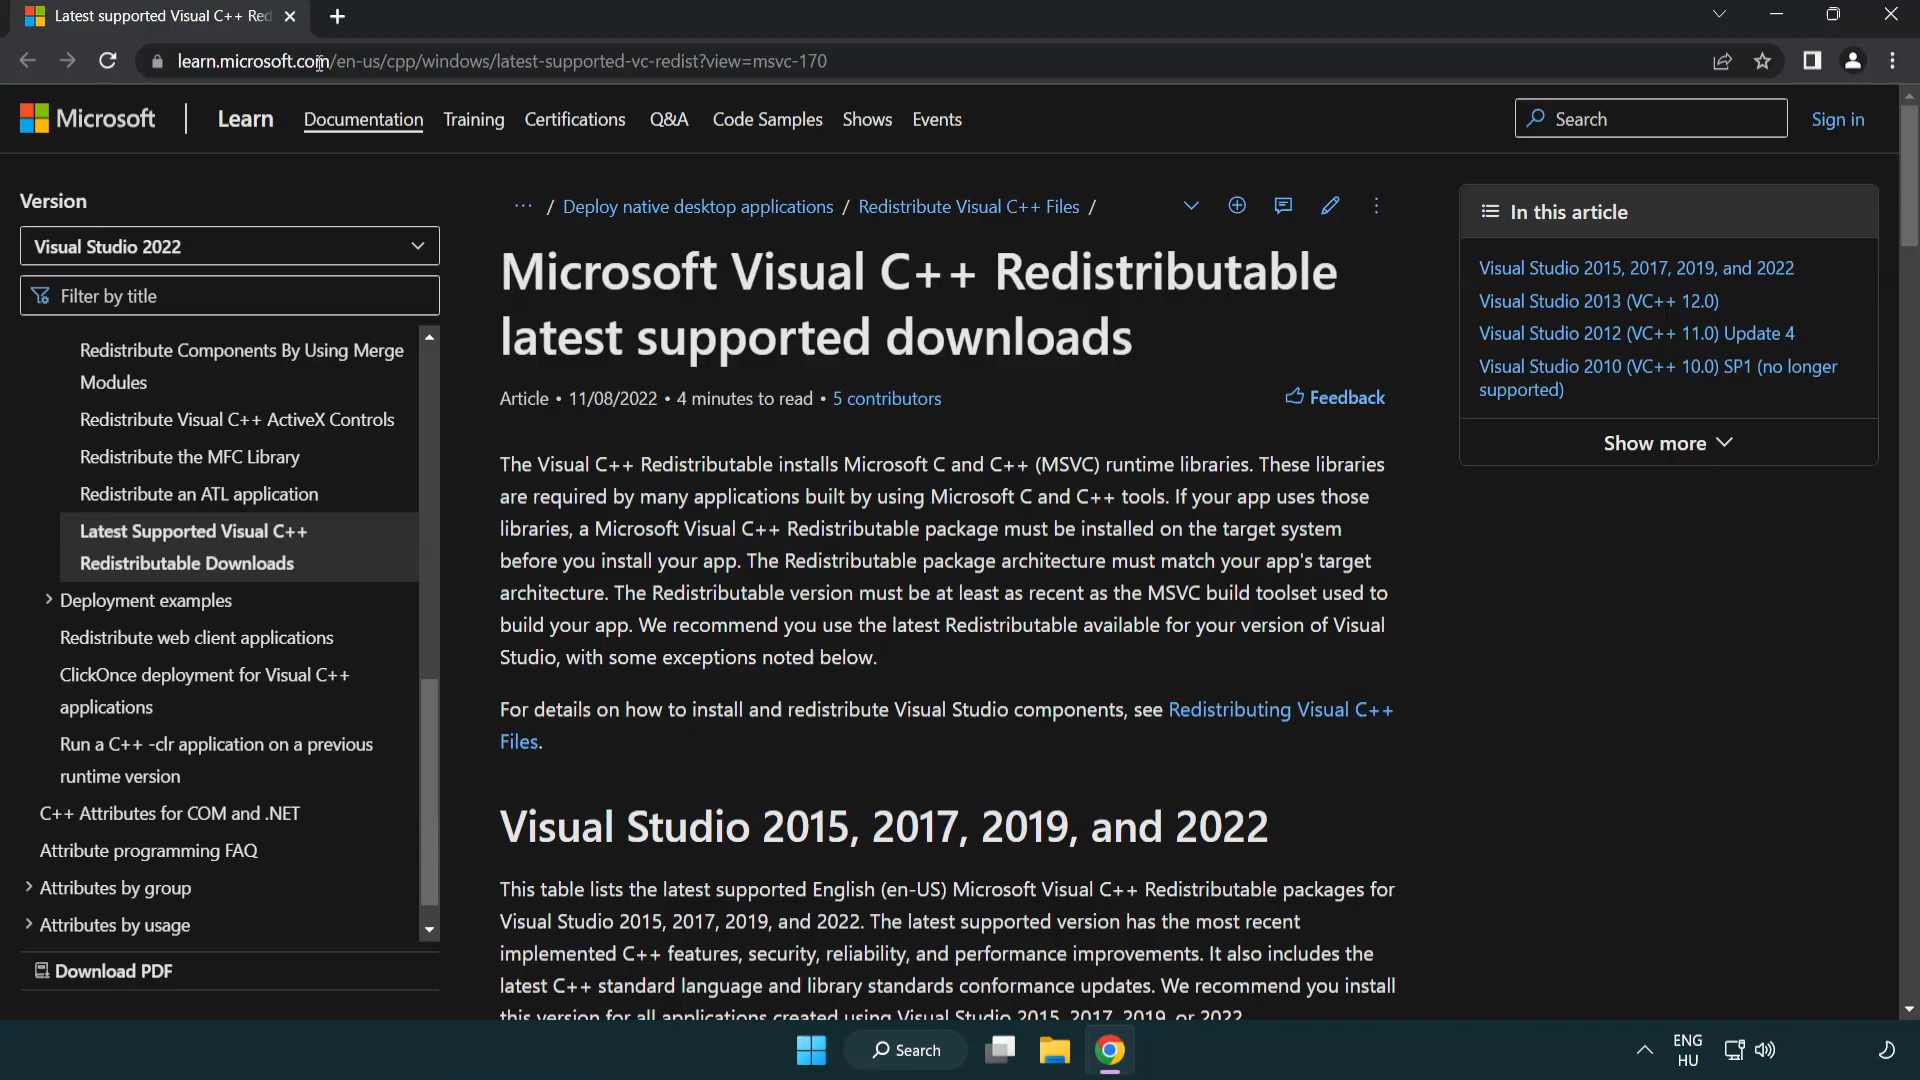 Latest supported Visual C++ Red
learn.microsoft.com/en-us/cpp/windows/latest-supported-vc-redist?view=msvc-170
Microsoft
Learn
Documentation
Training
Certifications
Q&A
Code Samples
Shows
Events
Search
Sign in
Version
Visual Studio 2022
Filter by title
Redistribute Components By Using Merge
Modules
Redistribute Visual C++ ActiveX Controls
Redistribute the MFC Library
Redistribute an ATL application
Latest Supported Visual C++
Redistributable Downloads
Deployment examples
Redistribute web client applications
ClickOnce deployment for Visual C++
applications
Run a C++ -clr application on a previous
runtime version
C++ Attributes for COM and .NET
Attribute programming FAQ
Attributes by group
Attributes by usage
Download PDF
··· / Deploy native desktop applications / Redistribute Visual C++ Files /
Microsoft Visual C++ Redistributable
latest supported downloads
Article • 11/08/2022 • 4 minutes to read • 5 contributors
Feedback
The Visual C++ Redistributable installs Microsoft C and C++ (MSVC) runtime libraries. These libraries
are required by many applications built by using Microsoft C and C++ tools. If your app uses those
libraries, a Microsoft Visual C++ Redistributable package must be installed on the target system
before you install your app. The Redistributable package architecture must match your app's target
architecture. The Redistributable version must be at least as recent as the MSVC build toolset used to
build your app. We recommend you use the latest Redistributable available for your version of Visual
Studio, with some exceptions noted below.
For details on how to install and redistribute Visual Studio components, see Redistributing Visual C++
Files.
Visual Studio 2015, 2017, 2019, and 2022
This table lists the latest supported English (en-US) Microsoft Visual C++ Redistributable packages for
Visual Studio 2015, 2017, 2019, and 2022. The latest supported version has the most recent
implemented C++ features, security, reliability, and performance improvements. It also includes the
latest C++ standard language and library standards conformance updates. We recommend you install
this version for all applications created using Visual Studio 2015, 2017, 2019, or 2022.
In this article
Visual Studio 2015, 2017, 2019, and 2022
Visual Studio 2013 (VC++ 12.0)
Visual Studio 2012 (VC++ 11.0) Update 4
Visual Studio 2010 (VC++ 10.0) SP1 (no longer
supported)
Show more
Search
ENG
HU